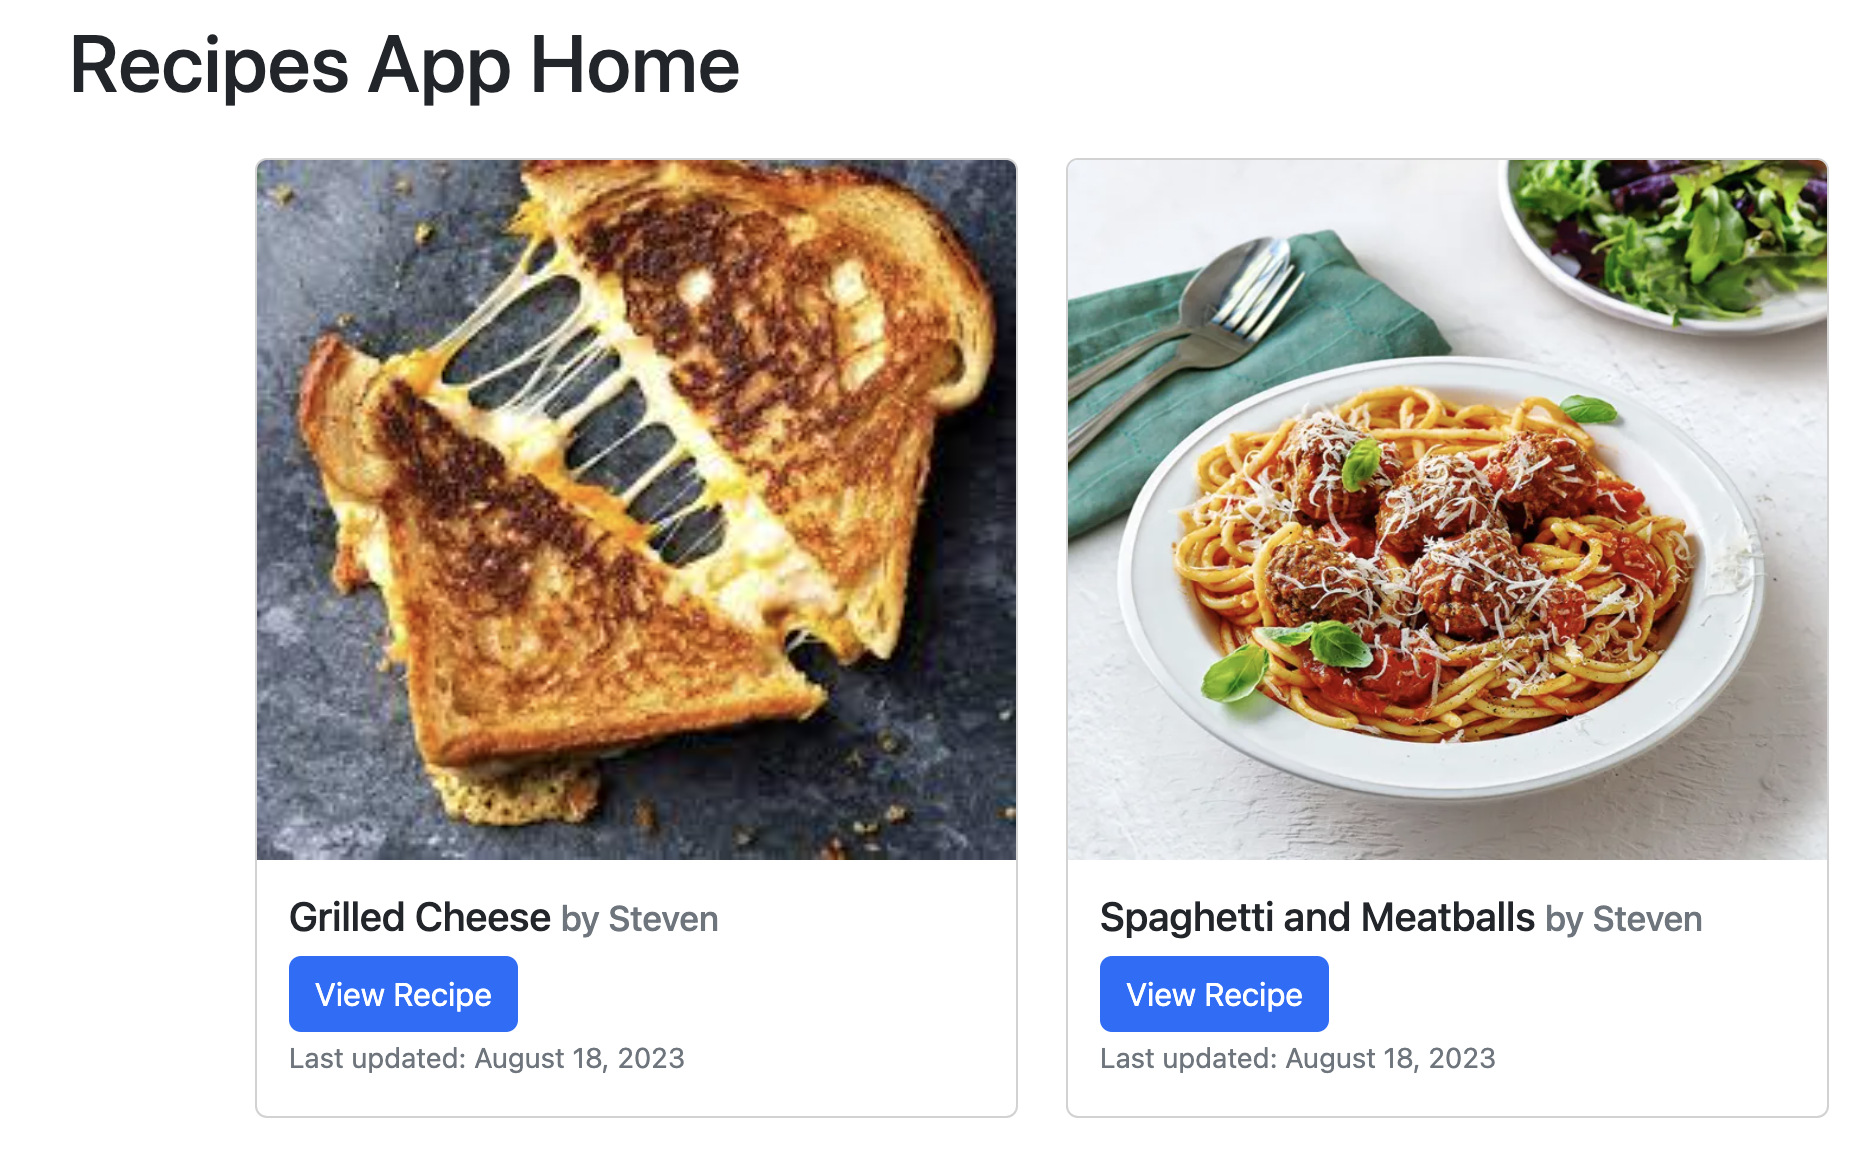 Recipes App Home
Grilled Cheese by Steven
View Recipe
Last updated: August 18, 2023
Spaghetti and Meatballs by Steven
View Recipe
Last updated: August 18, 2023